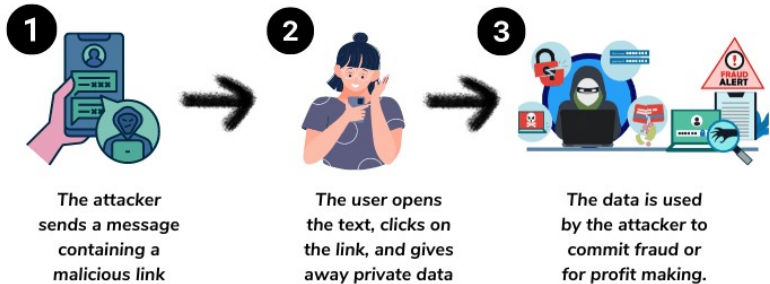 1
2
3
xxx
xxx
FRAUD
ALERT
The attacker
sends a message
containing a
malicious link
The user opens
the text, clicks on
the link, and gives
away private data
The data is used
by the attacker to
commit fraud or
for profit making.